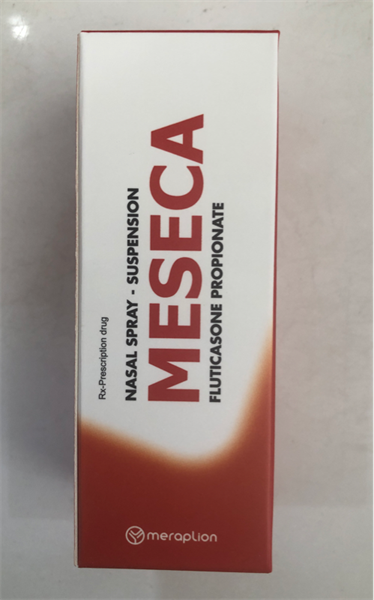 Rx-Prescription drug
NASAL SPRAY - SUSPENSION
MESECA
FLUTICASONE PROPIONATE
meraplion